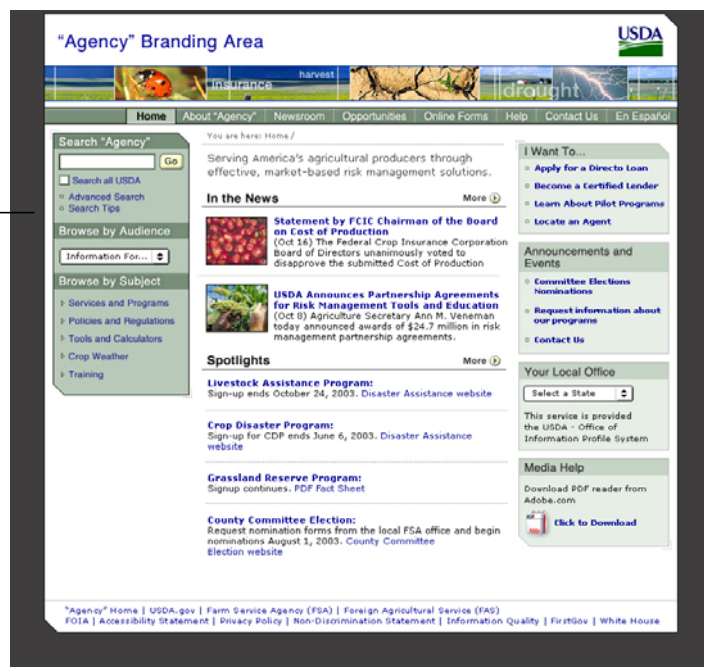 “Agency” Branding Area
USDA
insurance
harvest
drought
Home
About “Agency”
Newsroom
Opportunities
Online Forms
Help
Contact Us
En Español
Search “Agency”
Go
Search all USDA
Advanced Search
Search Tips
Browse by Audience
Information For...
Browse by Subject
Services and Programs
Policies and Regulations
Tools and Calculators
Crop Weather
Training
You are here: Home /
Serving America's agricultural producers through
effective, market-based risk management solutions.
In the News
More
Statement by FCIC Chairman of the Board
on Cost of Production
(Oct 16) The Federal Crop Insurance Corporation
Board of Directors unanimously voted to
disapprove the submitted Cost of Production
USDA Announces Partnership Agreements
for Risk Management Tools and Education
(Oct 8) Agriculture Secretary Ann M. Veneman
today announced awards of $24.7 million in risk
management partnership agreements.
Spotlights
More
Livestock Assistance Program:
Sign-up ends October 24, 2003. Disaster Assistance website
Crop Disaster Program:
Sign-up for CDP ends June 6, 2003. Disaster Assistance
website
Grassland Reserve Program:
Signup continues. PDF Fact Sheet
County Committee Election:
Request nomination forms from the local FSA office and begin
nominations August 1, 2003. County Committee
Election website
I Want To...
Apply for a Directo Loan
Become a Certified Lender
Learn About Pilot Programs
Locate an Agent
Announcements and
Events
Committee Elections
Nominations
Request information about
our programs
Contact Us
Your Local Office
Select a State
This service is provided
the USDA - Office of
Information Profile System
Media Help
Download PDF reader from
Adobe.com
Click to Download
“Agency” Home | USDA.gov | Farm Service Agency (FSA) | Foreign Agricultural Service (FAS)
FOIA | Accessibility Statement | Privacy Policy | Non-Discrimination Statement | Information Quality | FirstGov | White House